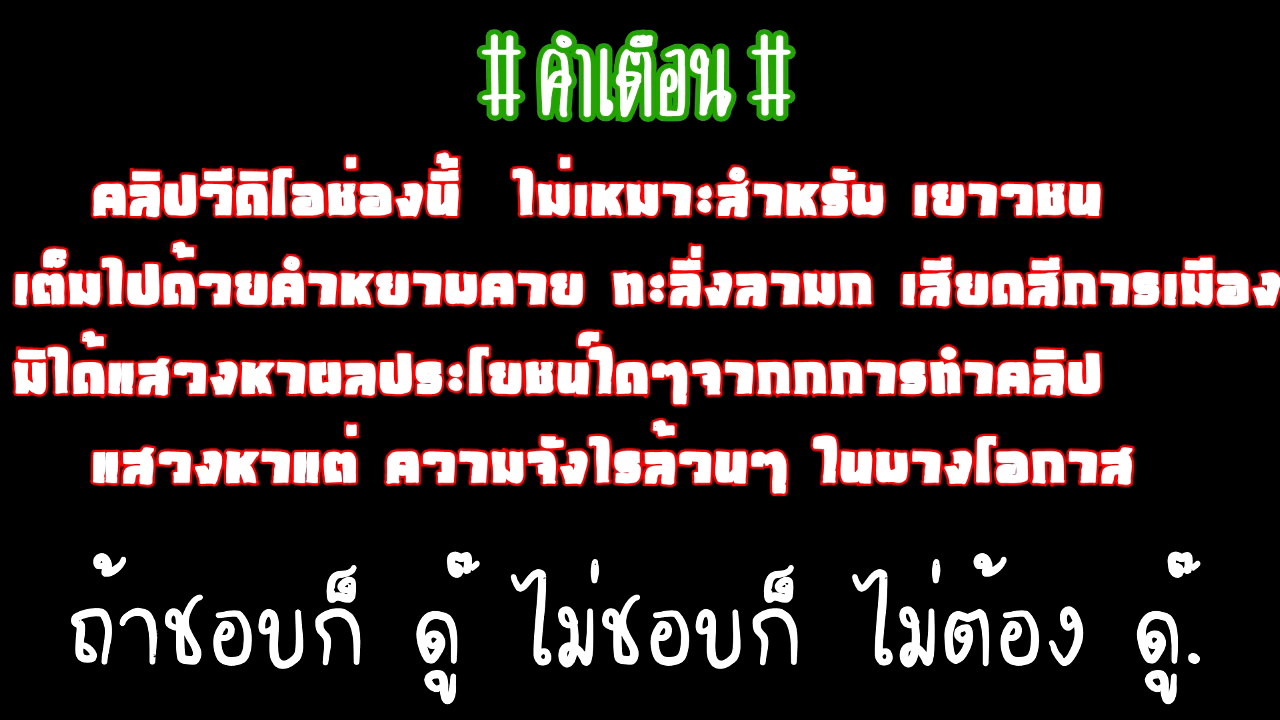 # คำเตือน #
คลิปวีดิโอช่องนี้ ไม่เหมาะสำหรับ เยาวชน
เต็มไปด้วยคำหยาบคาย ทะลึ่งลามก เสียดสีการเมือง
มิได้แสวงหาผลประโยชน์ใดๆจากกการทำคลิป
แสวงหาแต่ ความจังไรล้วนๆ ในบางโอกาส
ถ้าชอบก็ ดู๊ ไม่ชอบก็ ไม่ต้อง ดู๊.